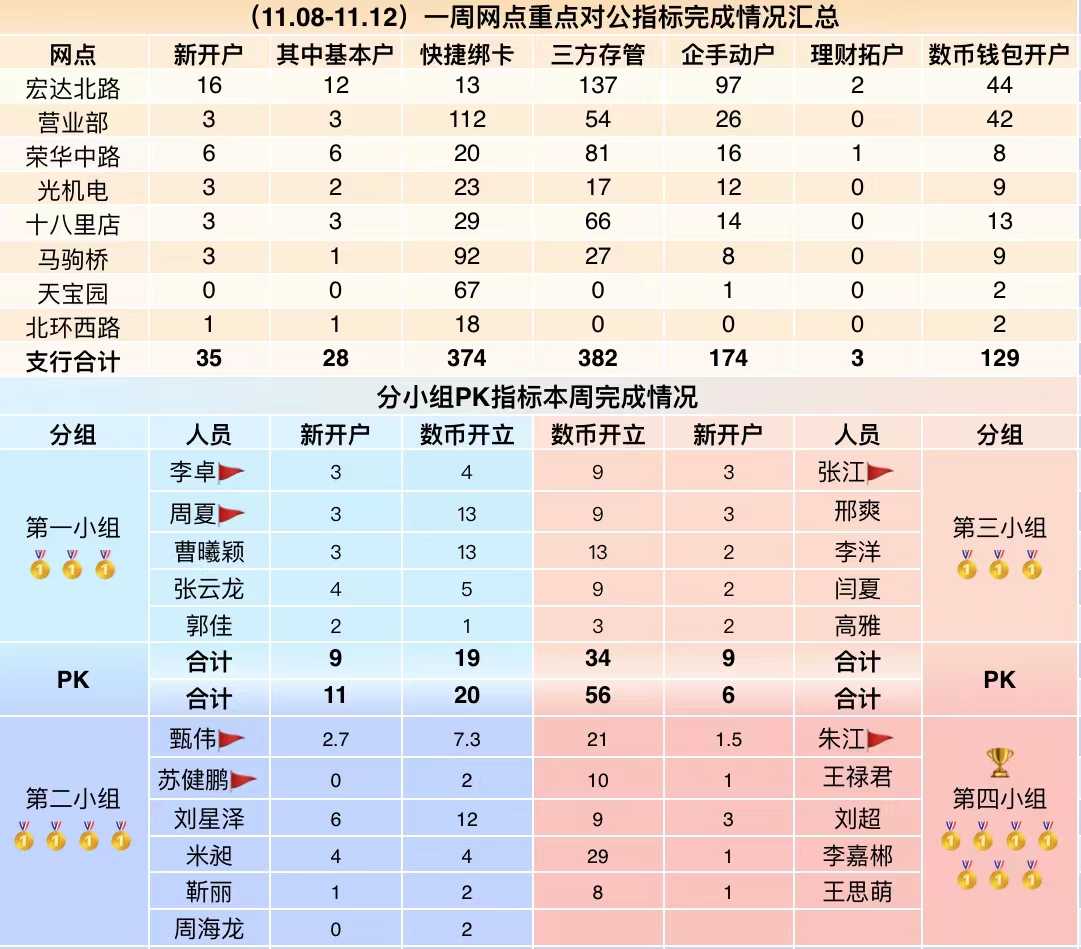 （11.08-11.12）一周网点重点对公指标完成情况汇总
网点 新开户 其中基本户 快捷绑卡 三方存管 企手动户 理财拓户 数币钱包开户
宏达北路 16 12 13 137 97 2 44
营业部 3 3 112 54 26 0 42
荣华中路 6 6 20 81 16 1 8
光机电 3 2 23 17 12 0 9
十八里店 3 3 29 66 14 0 13
马驹桥 3 1 92 27 8 0 9
天宝园 0 0 67 0 1 0 2
北环西路 1 1 18 0 0 0 2
支行合计 35 28 374 382 174 3 129
分小组PK指标本周完成情况
分组 人员 新开户 数币开立 数币开立 新开户 人员 分组
李卓 3 4 9 3 张江
周夏 3 13 9 3 邢爽
第一小组 第三小组
曹曦颖 3 13 13 2 李洋
张云龙 4 5 9 2 闫夏
郭佳 2 1 3 2 高雅
合计 9 19 34 9 合计
PK PK
合计 11 20 56 6 合计
甄伟 2.7 7.3 21 1.5 朱江
苏健鹏 0 2 10 1 王禄君
第二小组 第四小组
刘星泽 6 12 9 3 刘超
米昶 4 4 29 1 李嘉郴
靳丽 1 2 8 1 王思萌
周海龙 0 2